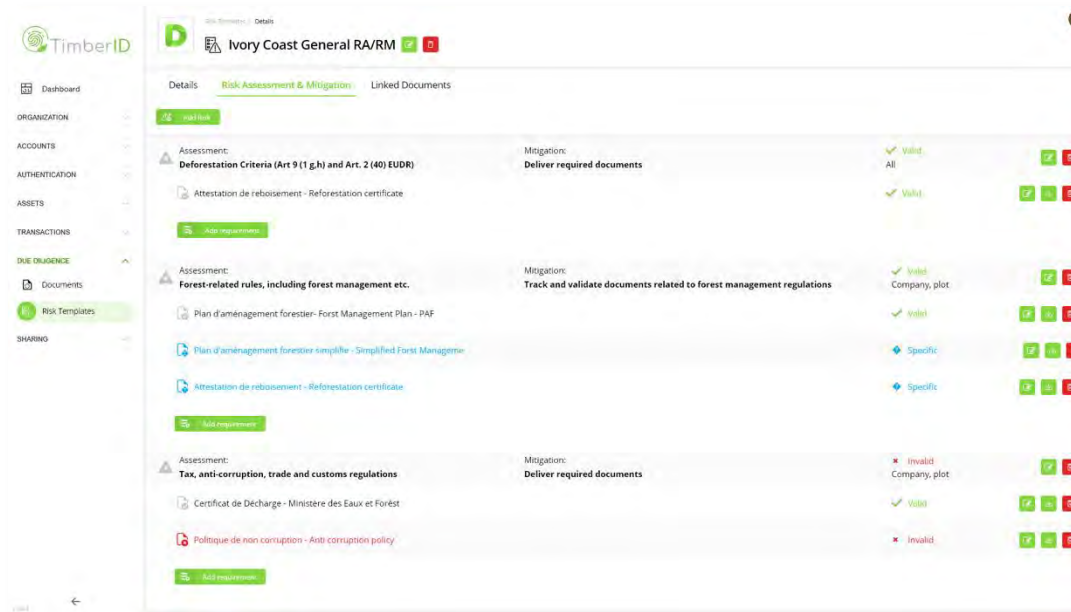 TimberID
Risk Templates / Details
Ivory Coast General RA/RM
Dashboard
ORGANIZATION
ACCOUNTS
AUTHENTICATION
ASSETS
TRANSACTIONS
DUE DILIGENCE
Documents
Risk Templates
SHARING
Details Risk Assessment & Mitigation Linked Documents
Add Risk
Assessment: Mitigation: Valid
Deforestation Criteria (Art 9 (1 g,h) and Art. 2 (40) EUDR) Deliver required documents All
Attestation de reboisement - Reforestation certificate Valid
Add requirement
Assessment: Mitigation: Valid
Forest-related rules, including forest management etc. Track and validate documents related to forest management regulations Company, plot
Plan d'aménagement forestier- Forst Management Plan - PAF Valid
Plan d'aménagement forestier simplifie - Simplified Forst Manageme Specific
Attestation de reboisement - Reforestation certificate Specific
Add requirement
Assessment: Mitigation: Invalid
Tax, anti-corruption, trade and customs regulations Deliver required documents Company, plot
Certificat de Décharge - Ministère des Eaux et Forêst Valid
Politique de non corruption - Anti corruption policy Invalid
Add requirement